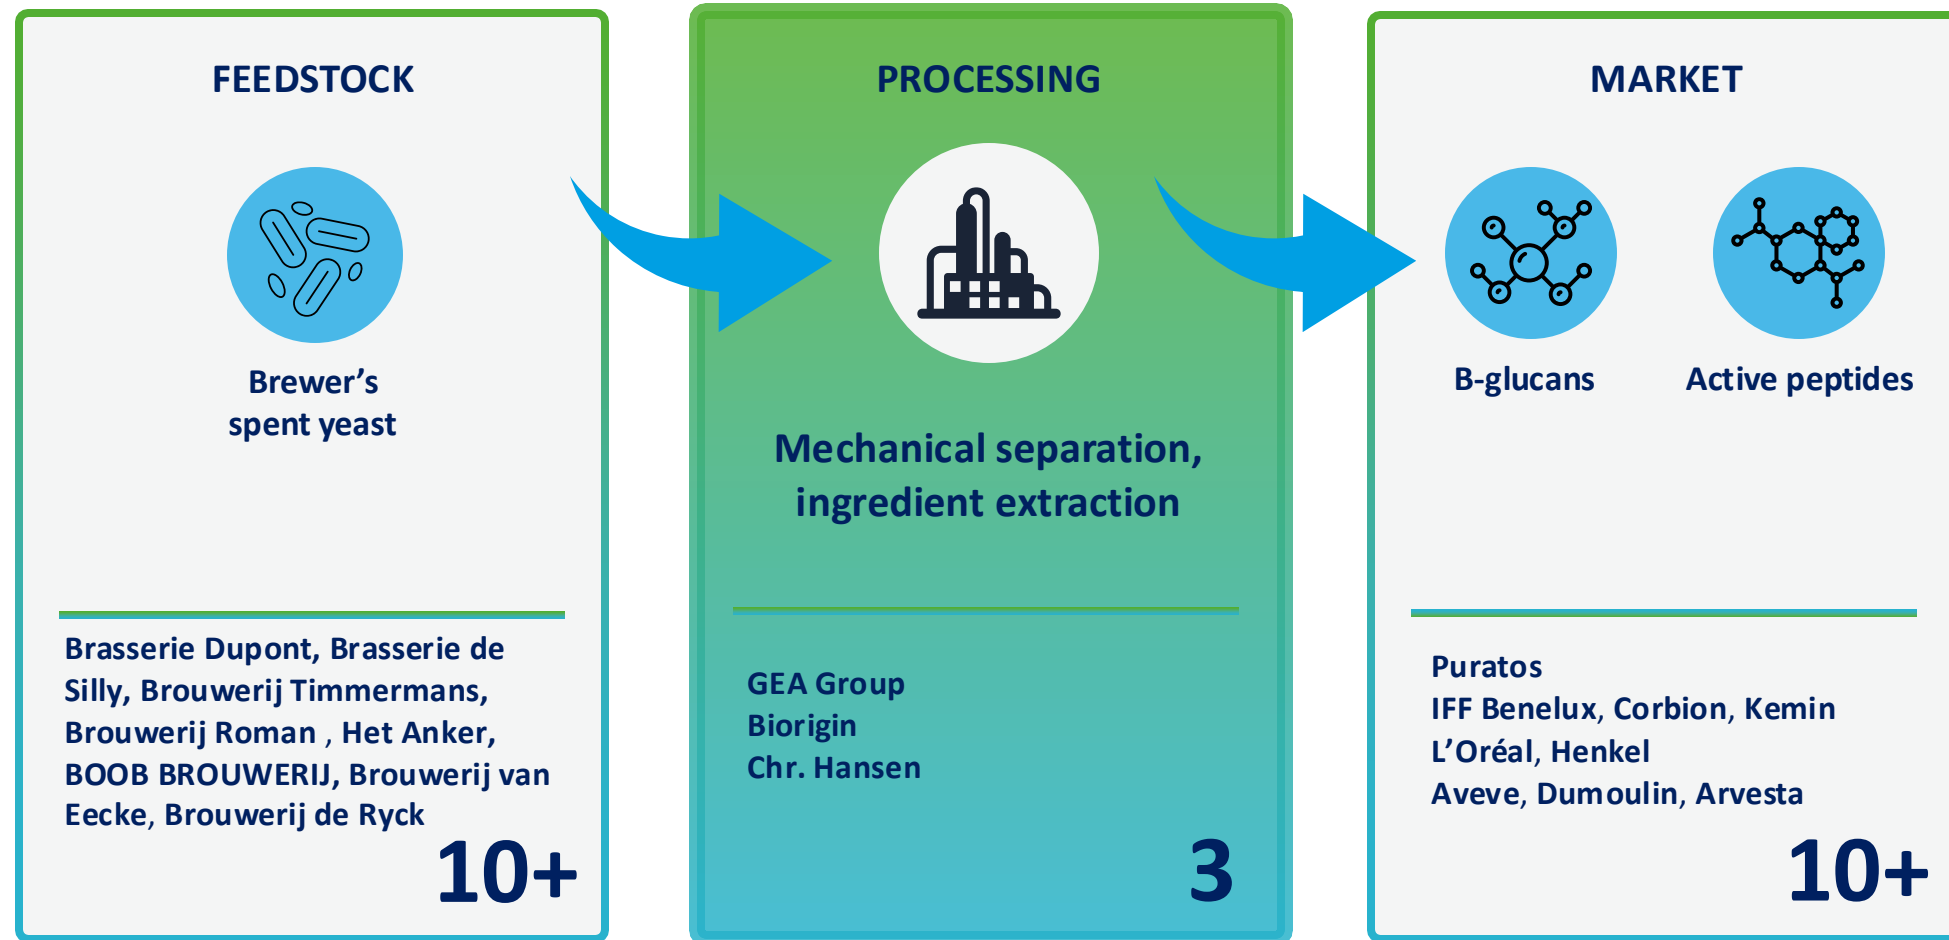 FEEDSTOCK
Brewer’s
spent yeast
Brasserie Dupont, Brasserie de
Silly, Brouwerij Timmermans,
Brouwerij Roman , Het Anker,
BOOB BROUWERIJ, Brouwerij van
Eecke, Brouwerij de Ryck
10+
PROCESSING
Mechanical separation,
ingredient extraction
GEA Group
Biorigin
Chr. Hansen
3
MARKET
B-glucans
Active peptides
Puratos
IFF Benelux, Corbion, Kemin
L’Oréal, Henkel
Aveve, Dumoulin, Arvesta
10+